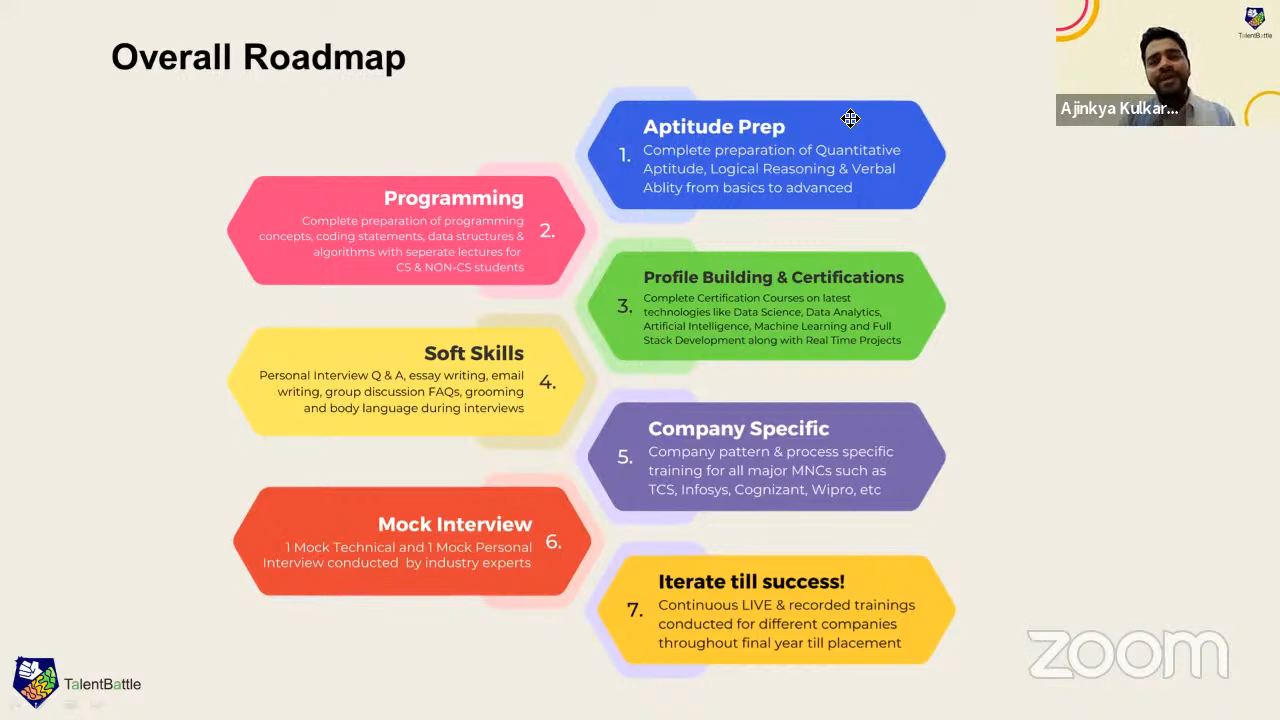 Overall Roadmap
TalentBattle
Ajinkya Kulkar...
1.
Aptitude Prep
Complete preparation of Quantitative
Aptitude, Logical Reasoning & Verbal
Ablity from basics to advanced
Programming
Complete preparation of programming
concepts, coding statements, data structures &
algorithms with seperate lectures for
CS & NON-CS students
2.
3.
Profile Building & Certifications
Complete Certification Courses on latest
technologies like Data Science, Data Analytics,
Artificial Intelligence, Machine Learning and Full
Stack Development along with Real Time Projects
Soft Skills
Personal Interview Q & A, essay writing, email
writing, group discussion FAQs, grooming
and body language during interviews
4.
5.
Company Specific
Company pattern & process specific
training for all major MNCs such as
TCS, Infosys, Cognizant, Wipro, etc
Mock Interview
1 Mock Technical and 1 Mock Personal
Interview conducted by industry experts
6.
7.
Iterate till success!
Continuous LIVE & recorded trainings
conducted for different companies
throughout final year till placement
TalentBattle
zoom